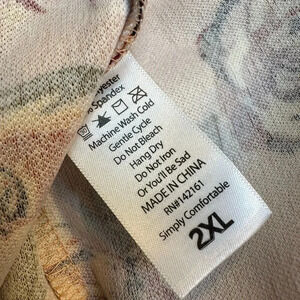 Spandex
Machine Wash Cold
Gentle Cycle
Do Not Bleach
Hang Dry
Do Not Iron
Or You'll Be Sad
MADE IN CHINA
RN#142161
Simply Comfortable
2XL